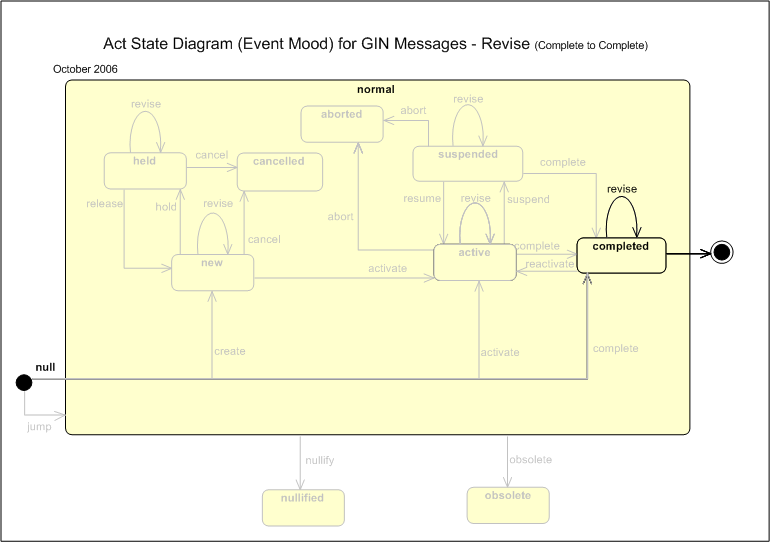 Act State Diagram (Event Mood) for GIN Messages - Revise (Complete to Complete)
October 2006
normal
revise
revise
abort
aborted
suspended
held
cancel
cancelled
complete
release
hold
revise
abort
resume
revise
suspend
revise
cancel
new
activate
active
complete
reactivate
completed
create
activate
complete
null
jump
nullify
obsolete
nullified
obsolete